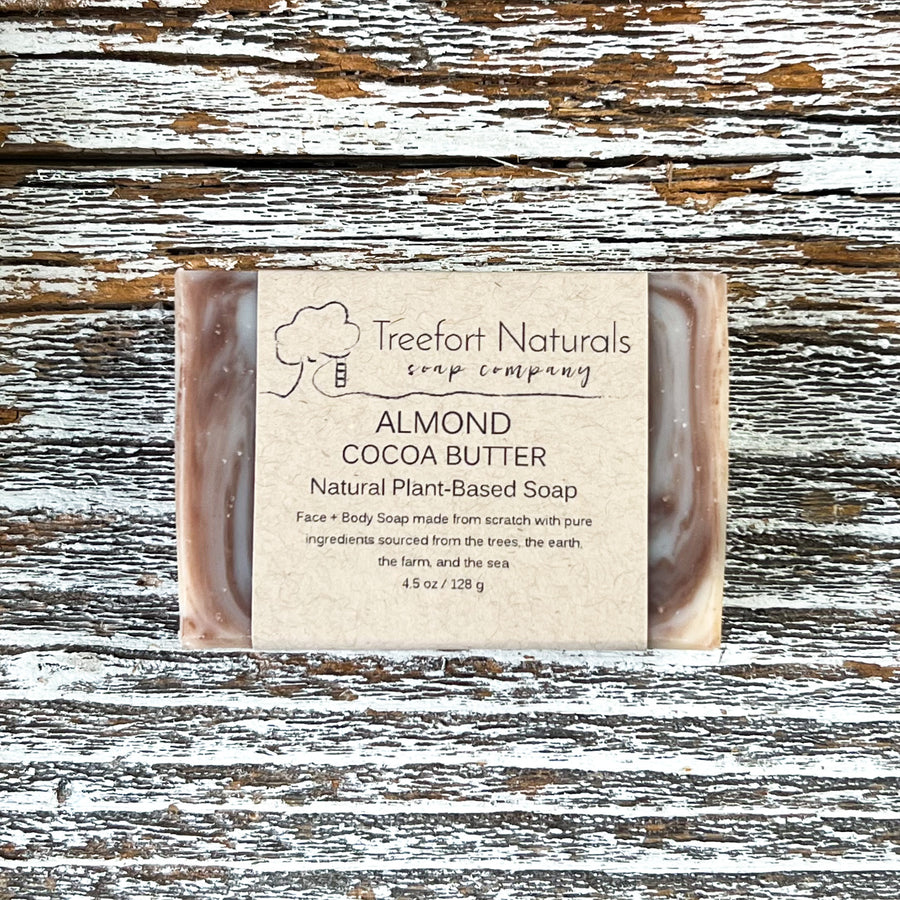 Treefort Naturals
soap company
ALMOND
COCOA BUTTER
Natural Plant-Based Soap
Face + Body Soap made from scratch with pure
ingredients sourced from the trees, the earth,
the farm, and the sea
4.5 oz / 128 g